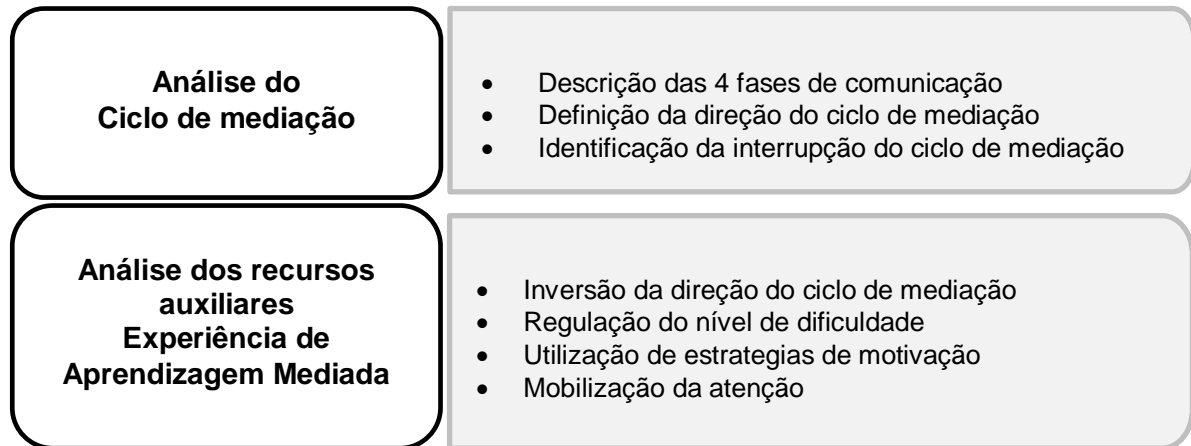 Análise do
Ciclo de mediação
• Descrição das 4 fases de comunicação
• Definição da direção do ciclo de mediação
• Identificação da interrupção do ciclo de mediação
Análise dos recursos
auxiliares
Experiência de
Aprendizagem Mediada
• Inversão da direção do ciclo de mediação
• Regulação do nível de dificuldade
• Utilização de estrategias de motivação
• Mobilização da atenção